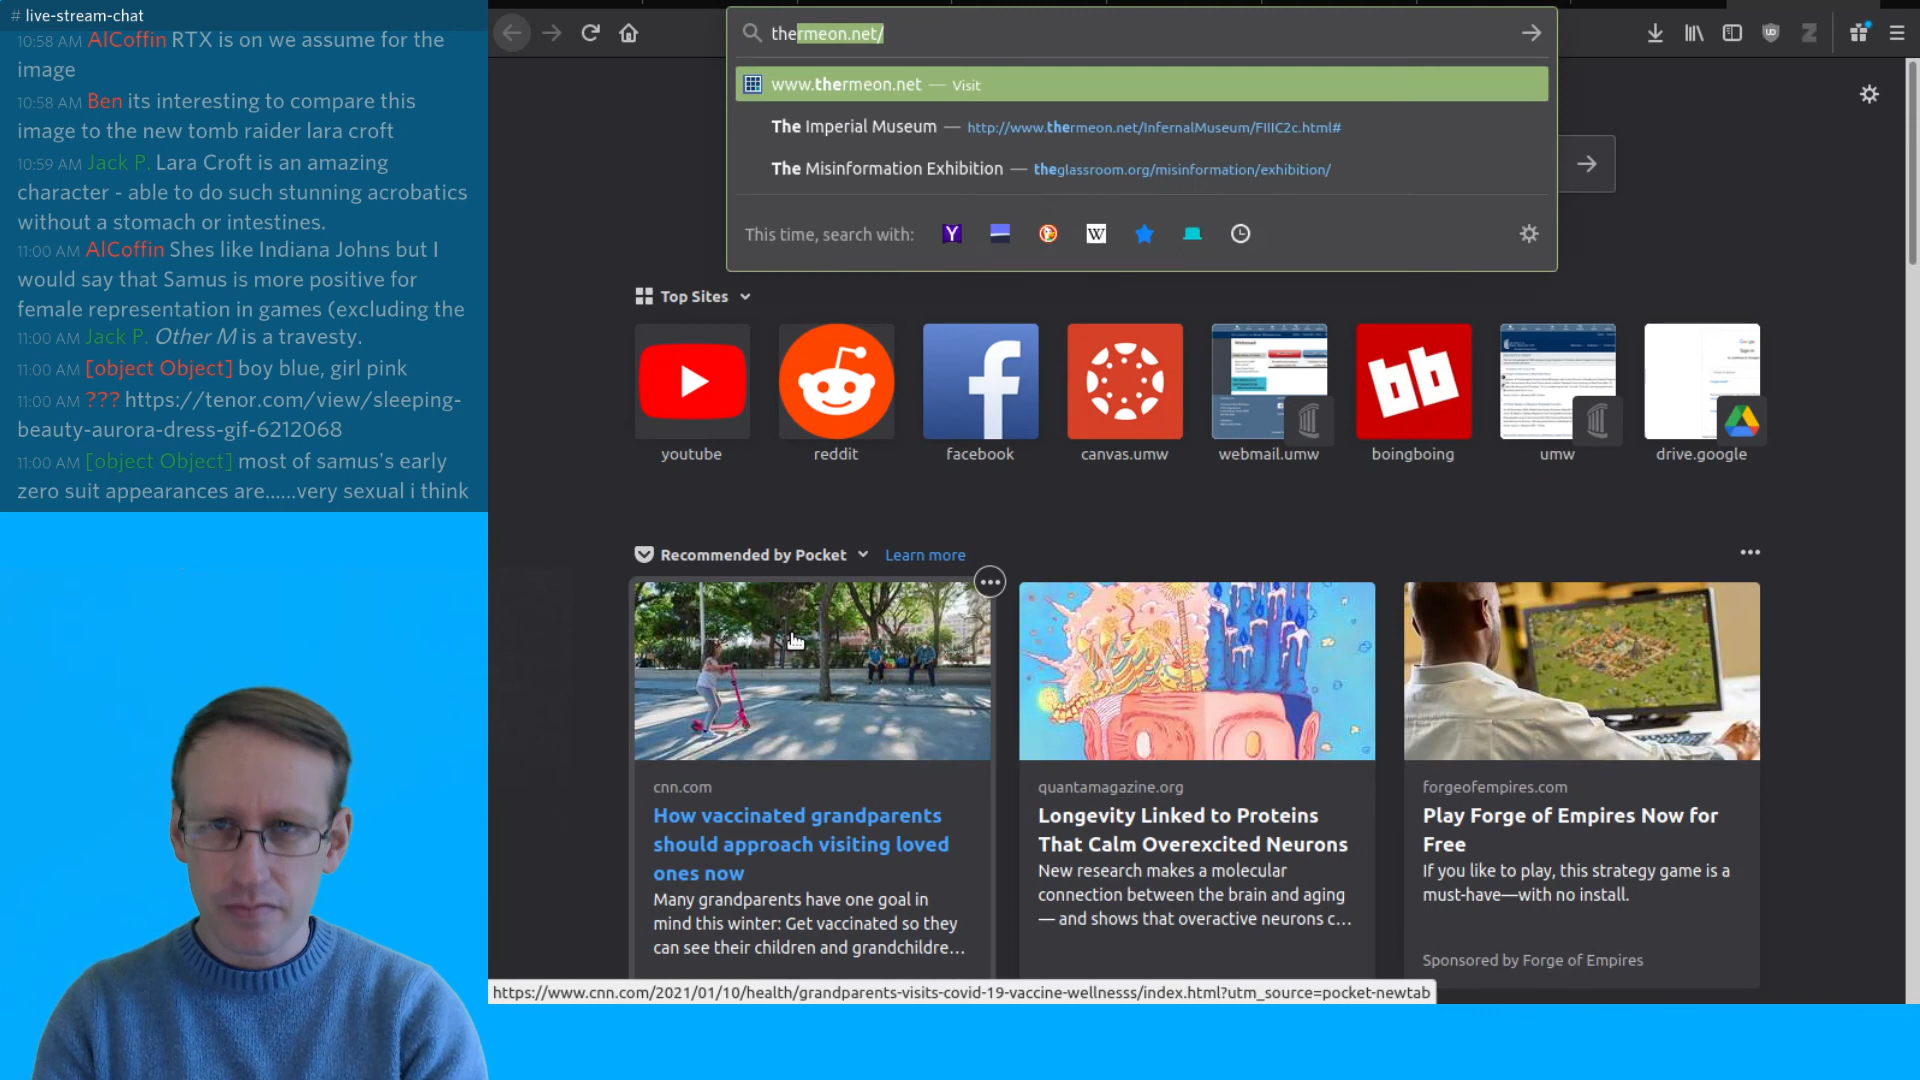 # live-stream-chat
10:58 AM AlCoffin RTX is on we assume for the
image
10:58 AM Ben its interesting to compare this
image to the new tomb raider lara croft
10:59 AM Jack P. Lara Croft is an amazing
character - able to do such stunning acrobatics
without a stomach or intestines.
11:00 AM AlCoffin Shes like Indiana Johns but I
would say that Samus is more positive for
female representation in games (excluding the
11:00 AM Jack P. Other M is a travesty.
11:00 AM [object Object] boy blue, girl pink
11:00 AM ??? https://tenor.com/view/sleeping-
beauty-aurora-dress-gif-6212068
11:00 AM [object Object] most of samus's early
zero suit appearances are......very sexual i think
thermeon.net/
www.thermeon.net — Visit
The Imperial Museum — http://www.thermeon.net/InfernalMuseum/FIIIC2c.html#
The Misinformation Exhibition — theglassroom.org/misinformation/exhibition/
This time, search with:
Top Sites
youtube
reddit
facebook
canvas.umw
webmail.umw
boingboing
umw
drive.google
Recommended by Pocket Learn more
cnn.com
How vaccinated grandparents
should approach visiting loved
ones now
Many grandparents have one goal in
mind this winter: Get vaccinated so they
can see their children and grandchildre...
quantamagazine.org
Longevity Linked to Proteins
That Calm Overexcited Neurons
New research makes a molecular
connection between the brain and aging
— and shows that overactive neurons c...
forgeofempires.com
Play Forge of Empires Now for
Free
If you like to play, this strategy game is a
must-have—with no install.
Sponsored by Forge of Empires
https://www.cnn.com/2021/01/10/health/grandparents-visits-covid-19-vaccine-wellnesss/index.html?utm_source=pocket-newtab